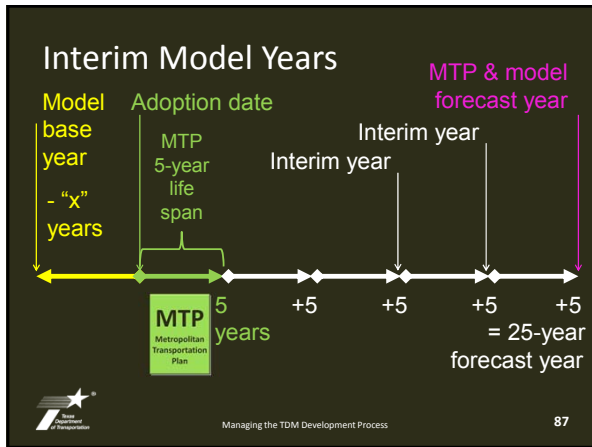 Interim Model Years
Model
base
year
- “x”
years
Adoption date
MTP
5-year
life
span
Interim year
Interim year
MTP & model
forecast year
MTP
Metropolitan
Transportation
Plan
5
years
+5
+5
+5
+5
= 25-year
forecast year
Texas
Department
of Transportation
®
Managing the TDM Development Process
87